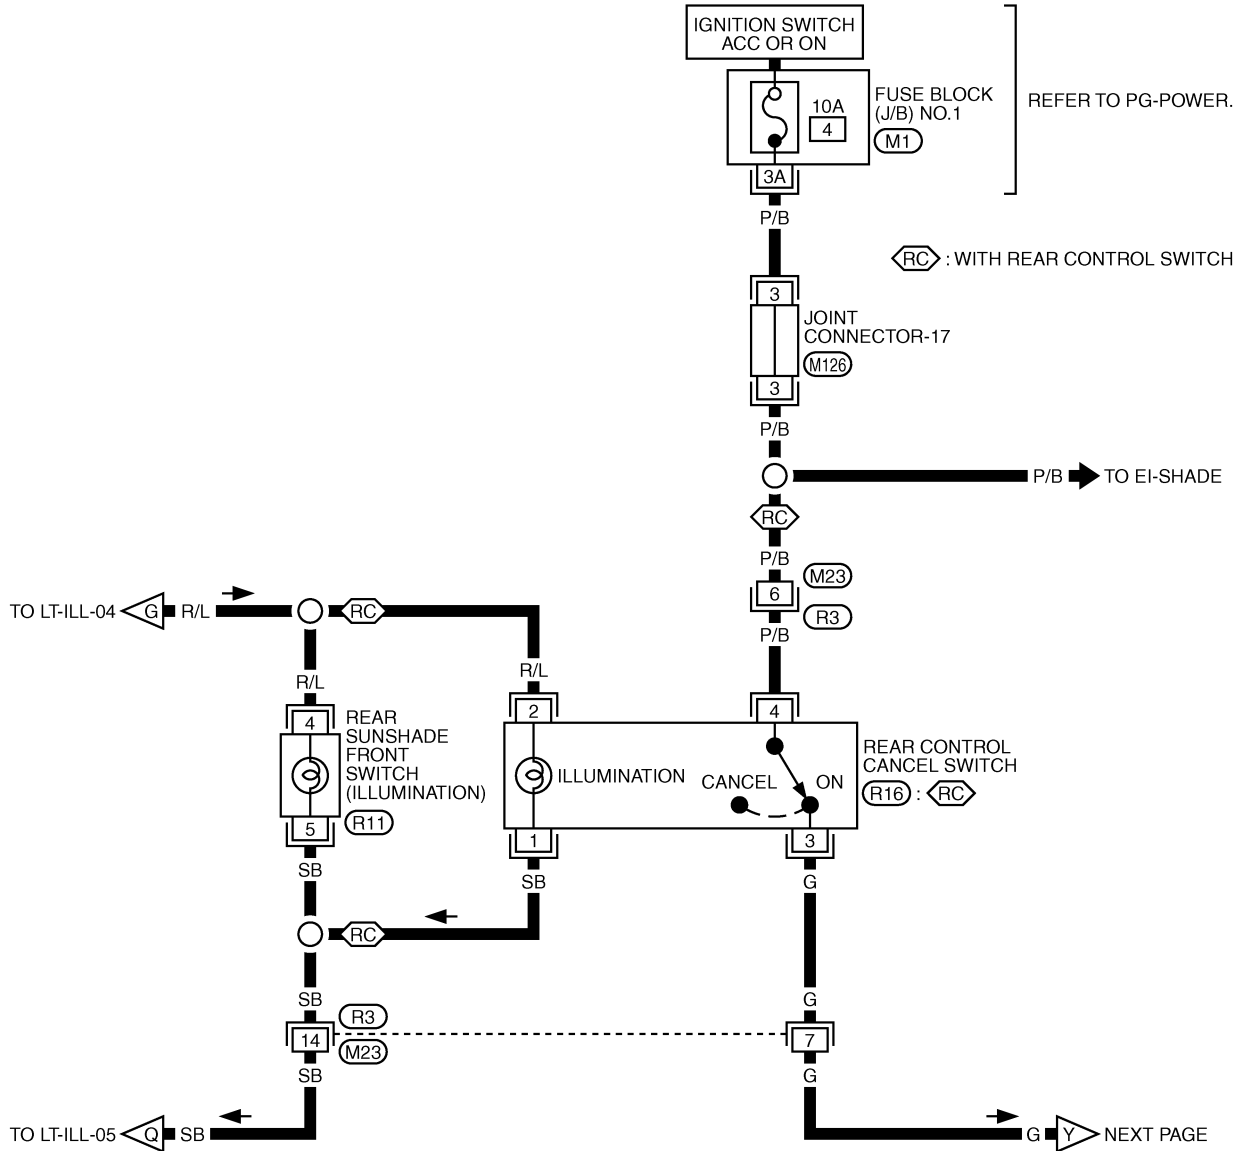 IGNITION SWITCH
ACC OR ON
10A
4
FUSE BLOCK
(J/B) NO.1
M1
REFER TO PG-POWER.
3A
P/B
RC : WITH REAR CONTROL SWITCH
3
JOINT
CONNECTOR-17
M126
3
P/B
P/B TO EI-SHADE
RC
P/B
M23
6
R3
P/B
TO LT-ILL-04 G R/L RC
R/L
R/L
4
REAR
SUNSHADE
FRONT
SWITCH
(ILLUMINATION)
R11
5
SB
2
4
ILLUMINATION
CANCEL ON
REAR CONTROL
CANCEL SWITCH
R16 : RC
1
3
SB
G
RC
SB
G
R3
14
M23
7
SB
G
TO LT-ILL-05 Q SB
G Y NEXT PAGE